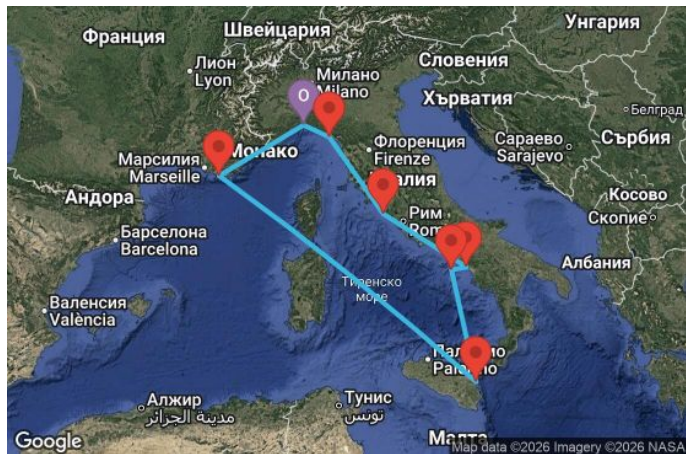 Франция
Швейцария
Унгария
Лион
Lyon
Милано
Milano
Словения
Хърватия
О
Белград
Монако
Флоренция
Firenze
Сараево
Sarajevo
Сърбия
Марсилия
Marseille
Италия
Косово
Андора
Рим
Скопие
Барселона
Barcelona
Албания
Тиренско
море
Валенсия
València
Палермо
Алжир
مدينة الجزائر
Тунис
تونس
Малта
Google
Map data ©2026 Imagery ©2026 NASA